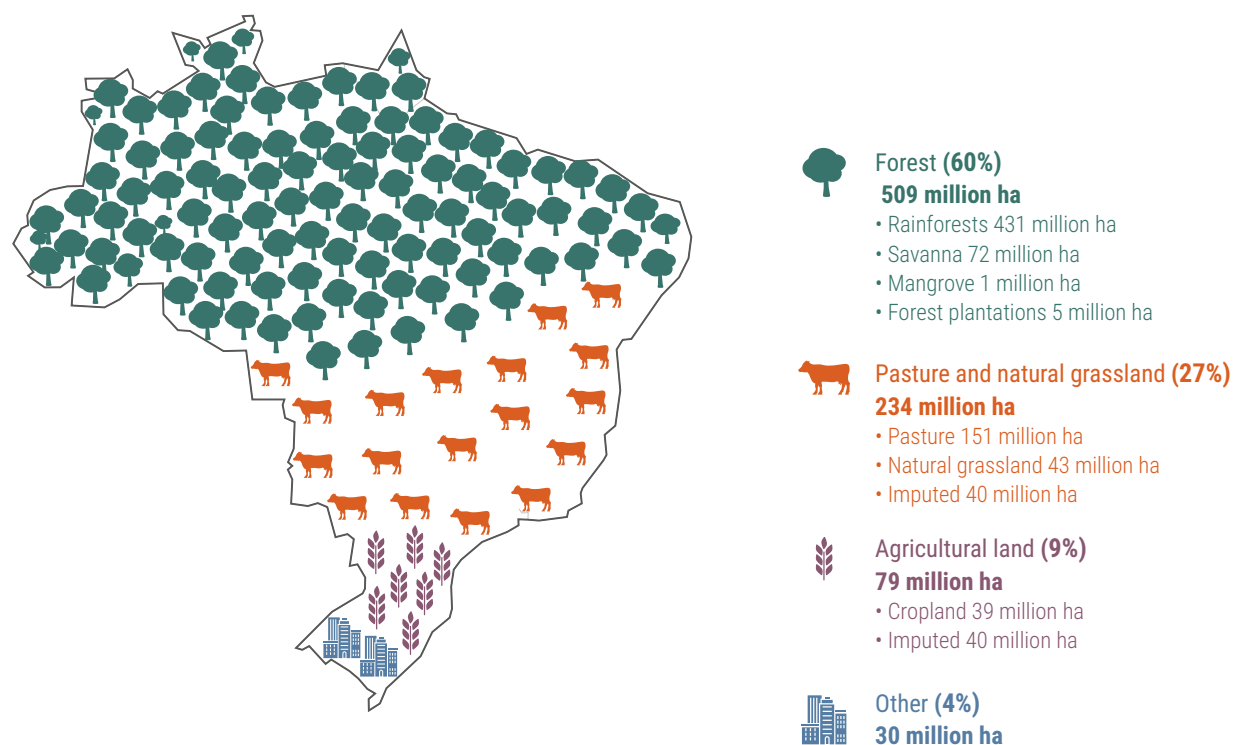 Forest (60%)
509 million ha
• Rainforests 431 million ha
• Savanna 72 million ha
• Mangrove 1 million ha
• Forest plantations 5 million ha
Pasture and natural grassland (27%)
234 million ha
• Pasture 151 million ha
• Natural grassland 43 million ha
• Imputed 40 million ha
Agricultural land (9%)
79 million ha
• Cropland 39 million ha
• Imputed 40 million ha
Other (4%)
30 million ha